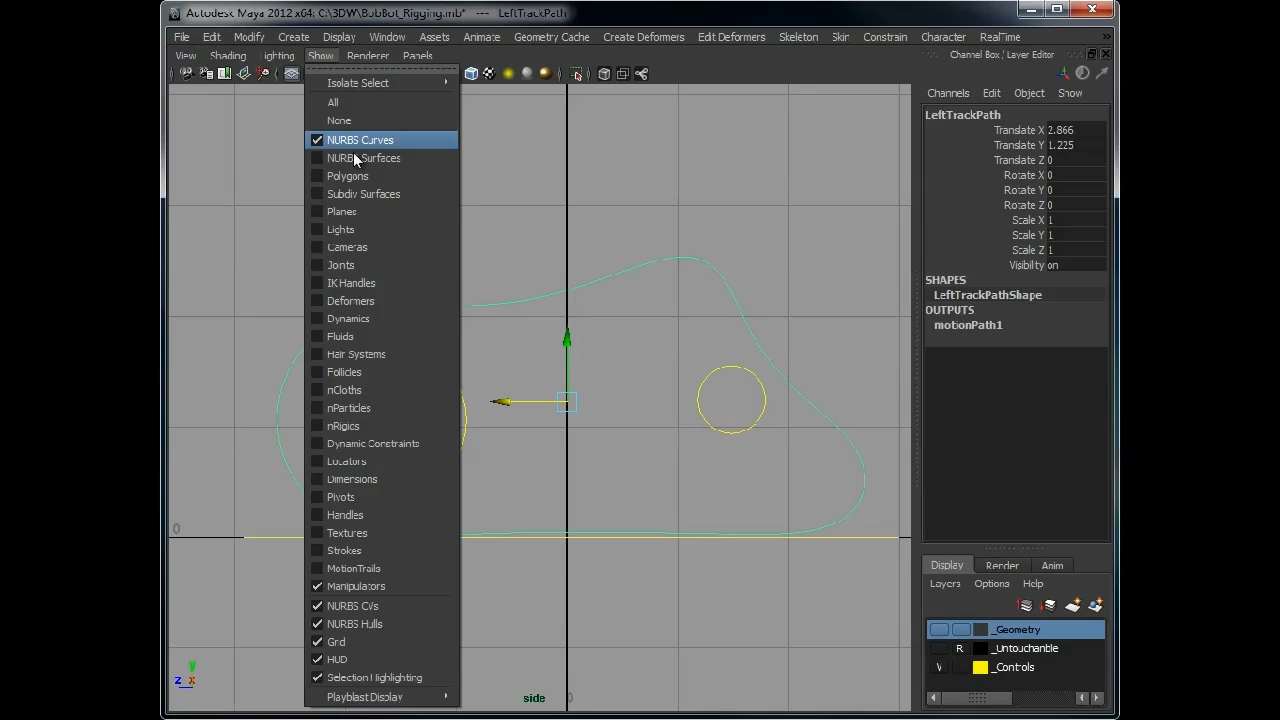 Autodesk Maya 2012 x64: C:\3DW\BobBot_Rigging.mb* --- LeftTrackPath
File Edit Modify Create Display Window Assets Animate Geometry Cache Create Deformers Edit Deformers Skeleton Skin Constrain Character RealTime »
View Shading Lighting Show Renderer Panels
Channel Box / Layer Editor
Channels Edit Object Show
Isolate Select
All
None
NURBS Curves
NURBS Surfaces
Polygons
Subdiv Surfaces
Planes
Lights
Cameras
Joints
IK Handles
Deformers
Dynamics
Fluids
Hair Systems
Follicles
nCloths
nParticles
nRigids
Dynamic Constraints
Locators
Dimensions
Pivots
Handles
Textures
Strokes
MotionTrails
Manipulators
NURBS CVs
NURBS Hulls
Grid
HUD
Selection Highlighting
Playblast Display
0
y
z x
side
0
LeftTrackPath
Translate X 2.866
Translate Y 1.225
Translate Z 0
Rotate X 0
Rotate Y 0
Rotate Z 0
Scale X 1
Scale Y 1
Scale Z 1
Visibility on
SHAPES
LeftTrackPathShape
OUTPUTS
motionPath1
Display Render Anim
Layers Options Help
_Geometry
R _Untouchable
V _Controls